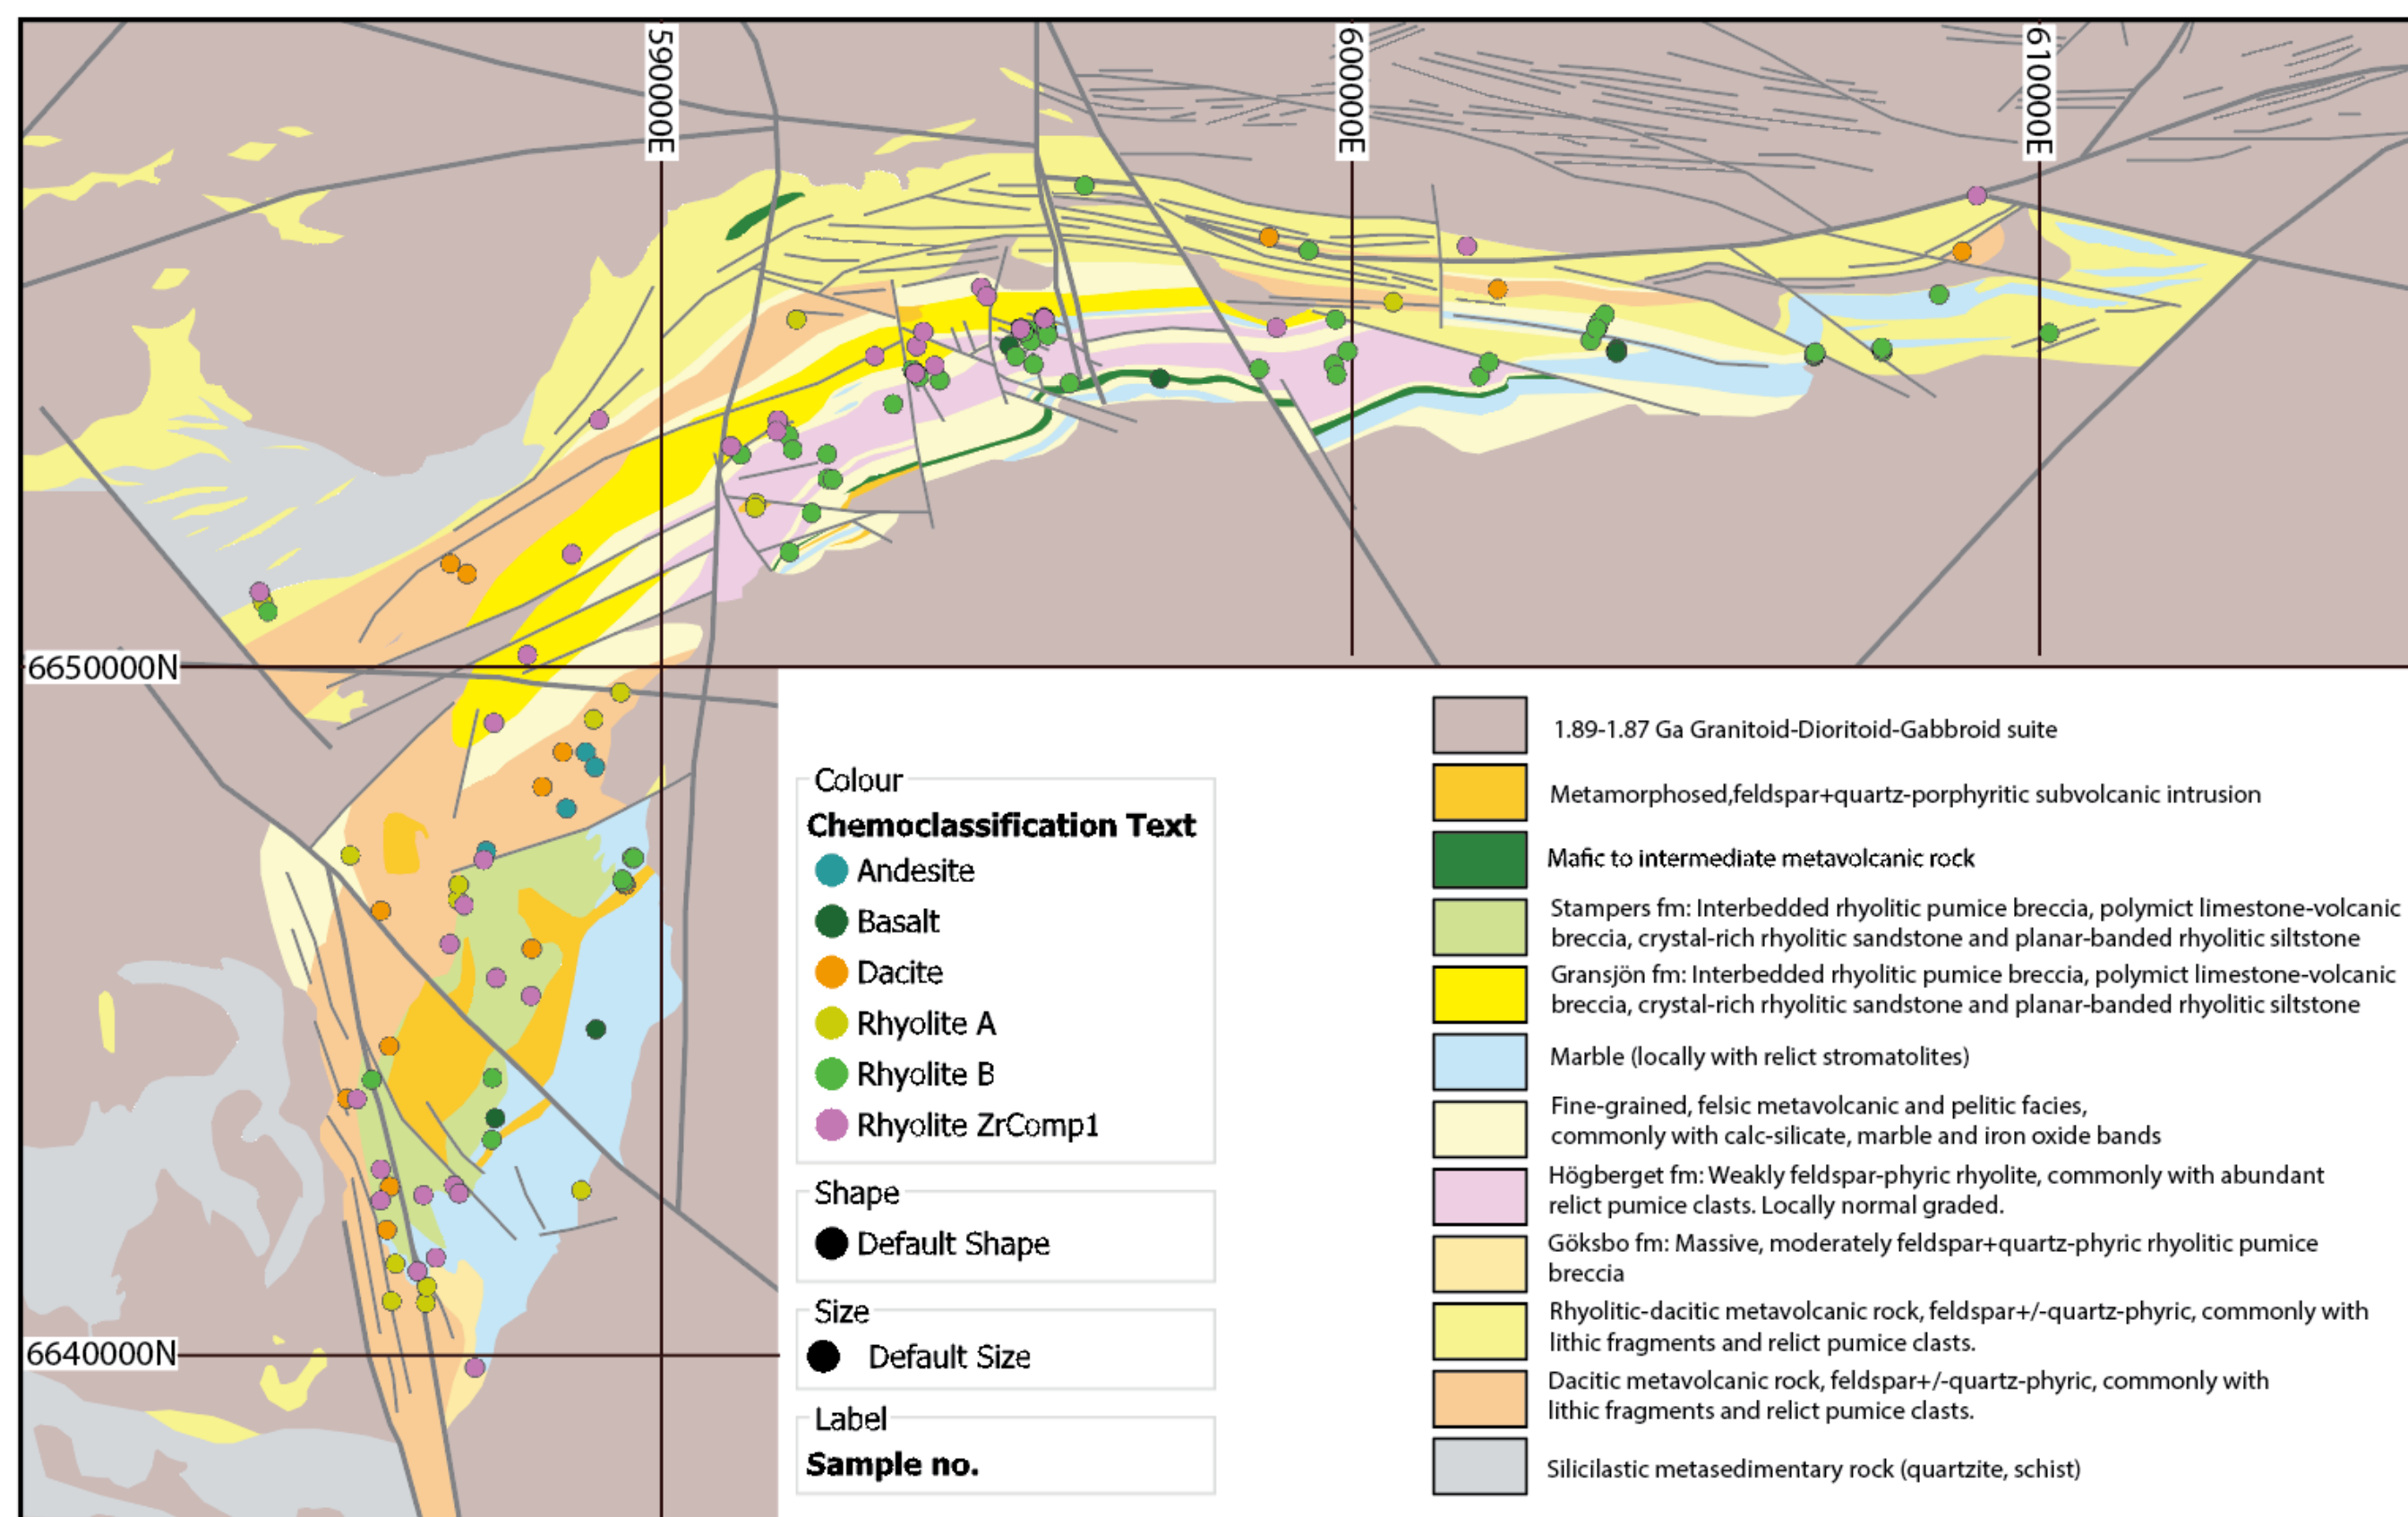 590000E
600000E
610000E
6650000N
6640000N
Colour
Chemoclassification Text
Andesite
Basalt
Dacite
Rhyolite A
Rhyolite B
Rhyolite ZrComp1
Shape
Default Shape
Size
Default Size
Label
Sample no.
1.89-1.87 Ga Granitoid-Dioritoid-Gabbroid suite
Metamorphosed,feldspar+quartz-porphyritic subvolcanic intrusion
Mafic to intermediate metavolcanic rock
Stampers fm: Interbedded rhyolitic pumice breccia, polymict limestone-volcanic
breccia, crystal-rich rhyolitic sandstone and planar-banded rhyolitic siltstone
Gransjön fm: Interbedded rhyolitic pumice breccia, polymict limestone-volcanic
breccia, crystal-rich rhyolitic sandstone and planar-banded rhyolitic siltstone
Marble (locally with relict stromatolites)
Fine-grained, felsic metavolcanic and pelitic facies,
commonly with calc-silicate, marble and iron oxide bands
Högberget fm: Weakly feldspar-phyric rhyolite, commonly with abundant
relict pumice clasts. Locally normal graded.
Göksbo fm: Massive, moderately feldspar+quartz-phyric rhyolitic pumice
breccia
Rhyolitic-dacitic metavolcanic rock, feldspar+/-quartz-phyric, commonly with
lithic fragments and relict pumice clasts.
Dacitic metavolcanic rock, feldspar+/-quartz-phyric, commonly with
lithic fragments and relict pumice clasts.
Silicilastic metasedimentary rock (quartzite, schist)